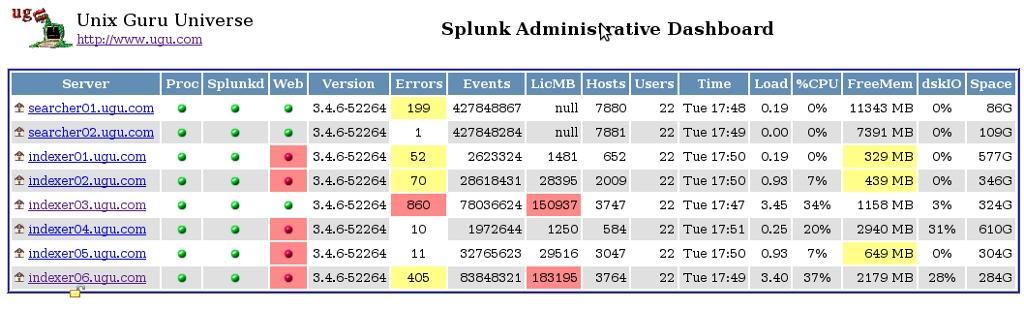 ugu
Unix Guru Universe
http://www.ugu.com
Splunk Administrative Dashboard
Server Proc Splunkd Web Version Errors Events LicMB Hosts Users Time Load %CPU FreeMem dskIO Space
searcher01.ugu.com 3.4.6-52264 199 427848867 null 7880 22 Tue 17:48 0.19 0% 11343 MB 0% 86G
searcher02.ugu.com 3.4.6-52264 1 427848284 null 7881 22 Tue 17:49 0.00 0% 7391 MB 0% 109G
indexer01.ugu.com 3.4.6-52264 52 2623324 1481 652 22 Tue 17:50 0.19 0% 329 MB 0% 577G
indexer02.ugu.com 3.4.6-52264 70 28618431 28395 2009 22 Tue 17:50 0.93 7% 439 MB 0% 346G
indexer03.ugu.com 3.4.6-52264 860 78036624 150937 3747 22 Tue 17:47 3.45 34% 1158 MB 3% 324G
indexer04.ugu.com 3.4.6-52264 10 1972644 1250 584 22 Tue 17:51 0.25 20% 2940 MB 31% 610G
indexer05.ugu.com 3.4.6-52264 11 32765623 29516 3047 22 Tue 17:50 0.93 7% 649 MB 0% 304G
indexer06.ugu.com 3.4.6-52264 405 83848321 183195 3764 22 Tue 17:49 3.40 37% 2179 MB 28% 284G